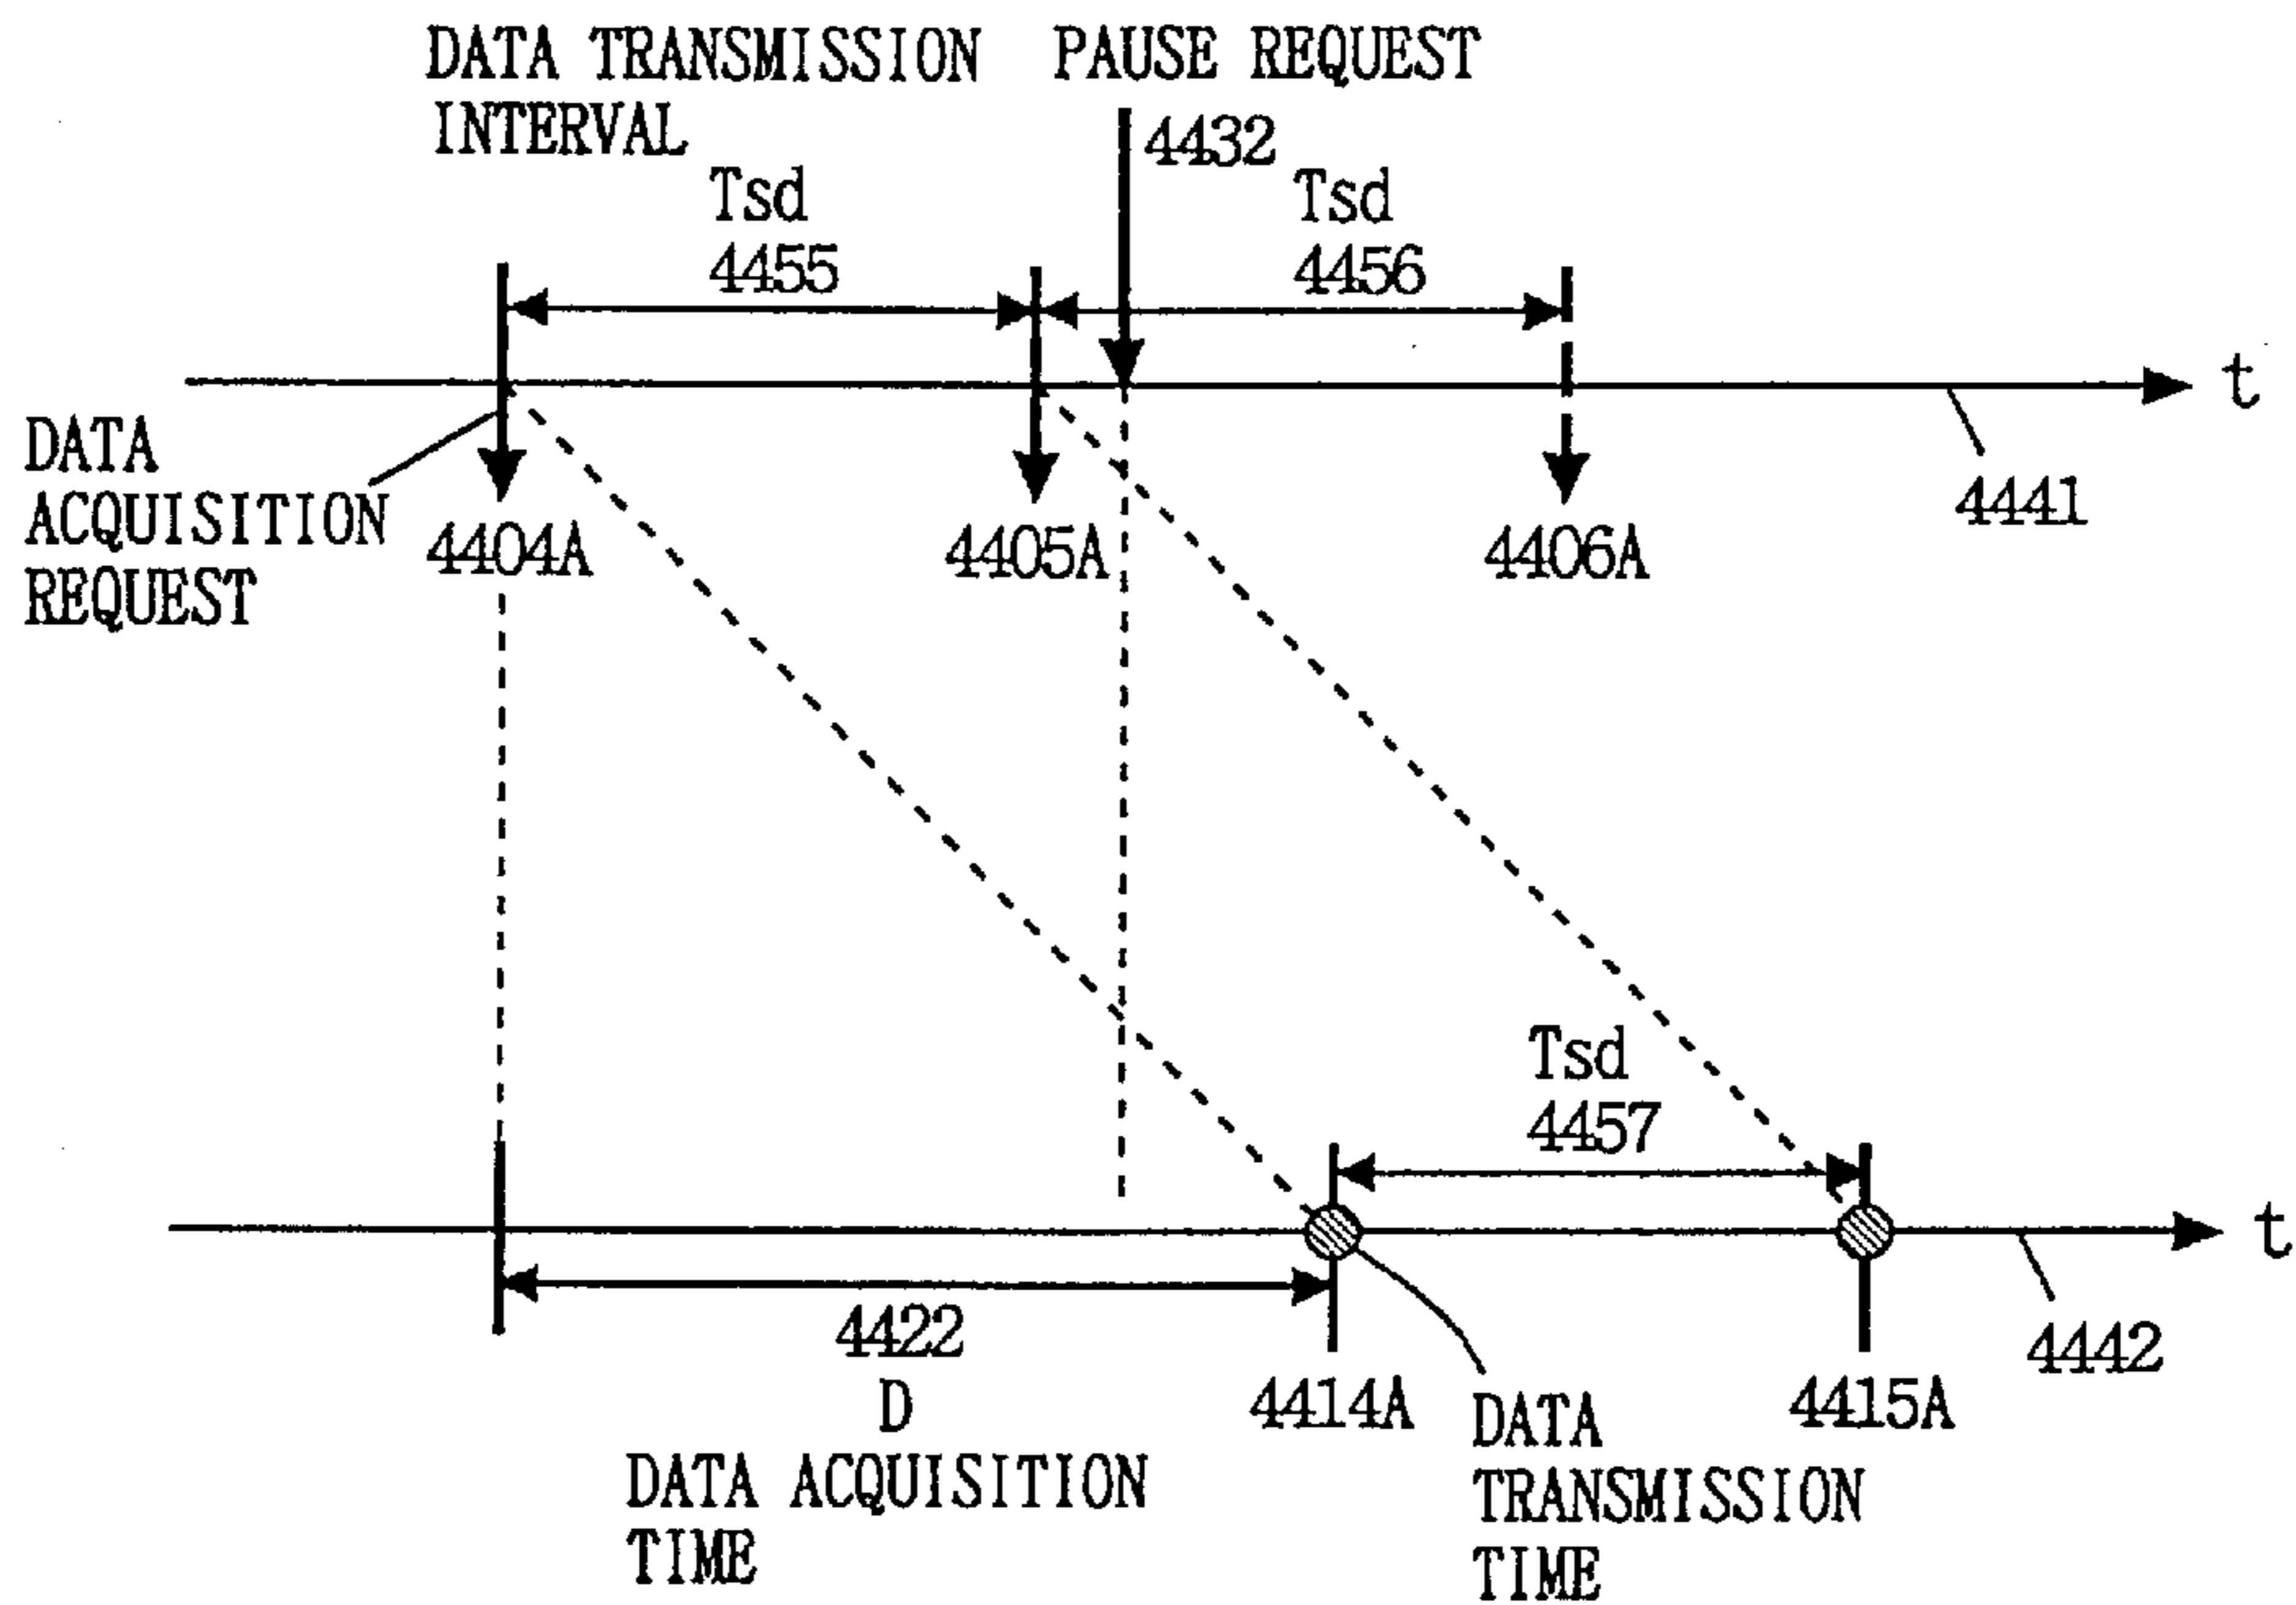 DATA TRANSMISSION
INTERVAL
PAUSE REQUEST
4432
Tsd
4455
Tsd
4456
t
DATA
ACQUISITION
REQUEST
4404A
4405A
4406A
4441
Tsd
4457
t
4422
D
DATA ACQUISITION
TIME
4414A
DATA
TRANSMISSION
TIME
4415A
4442